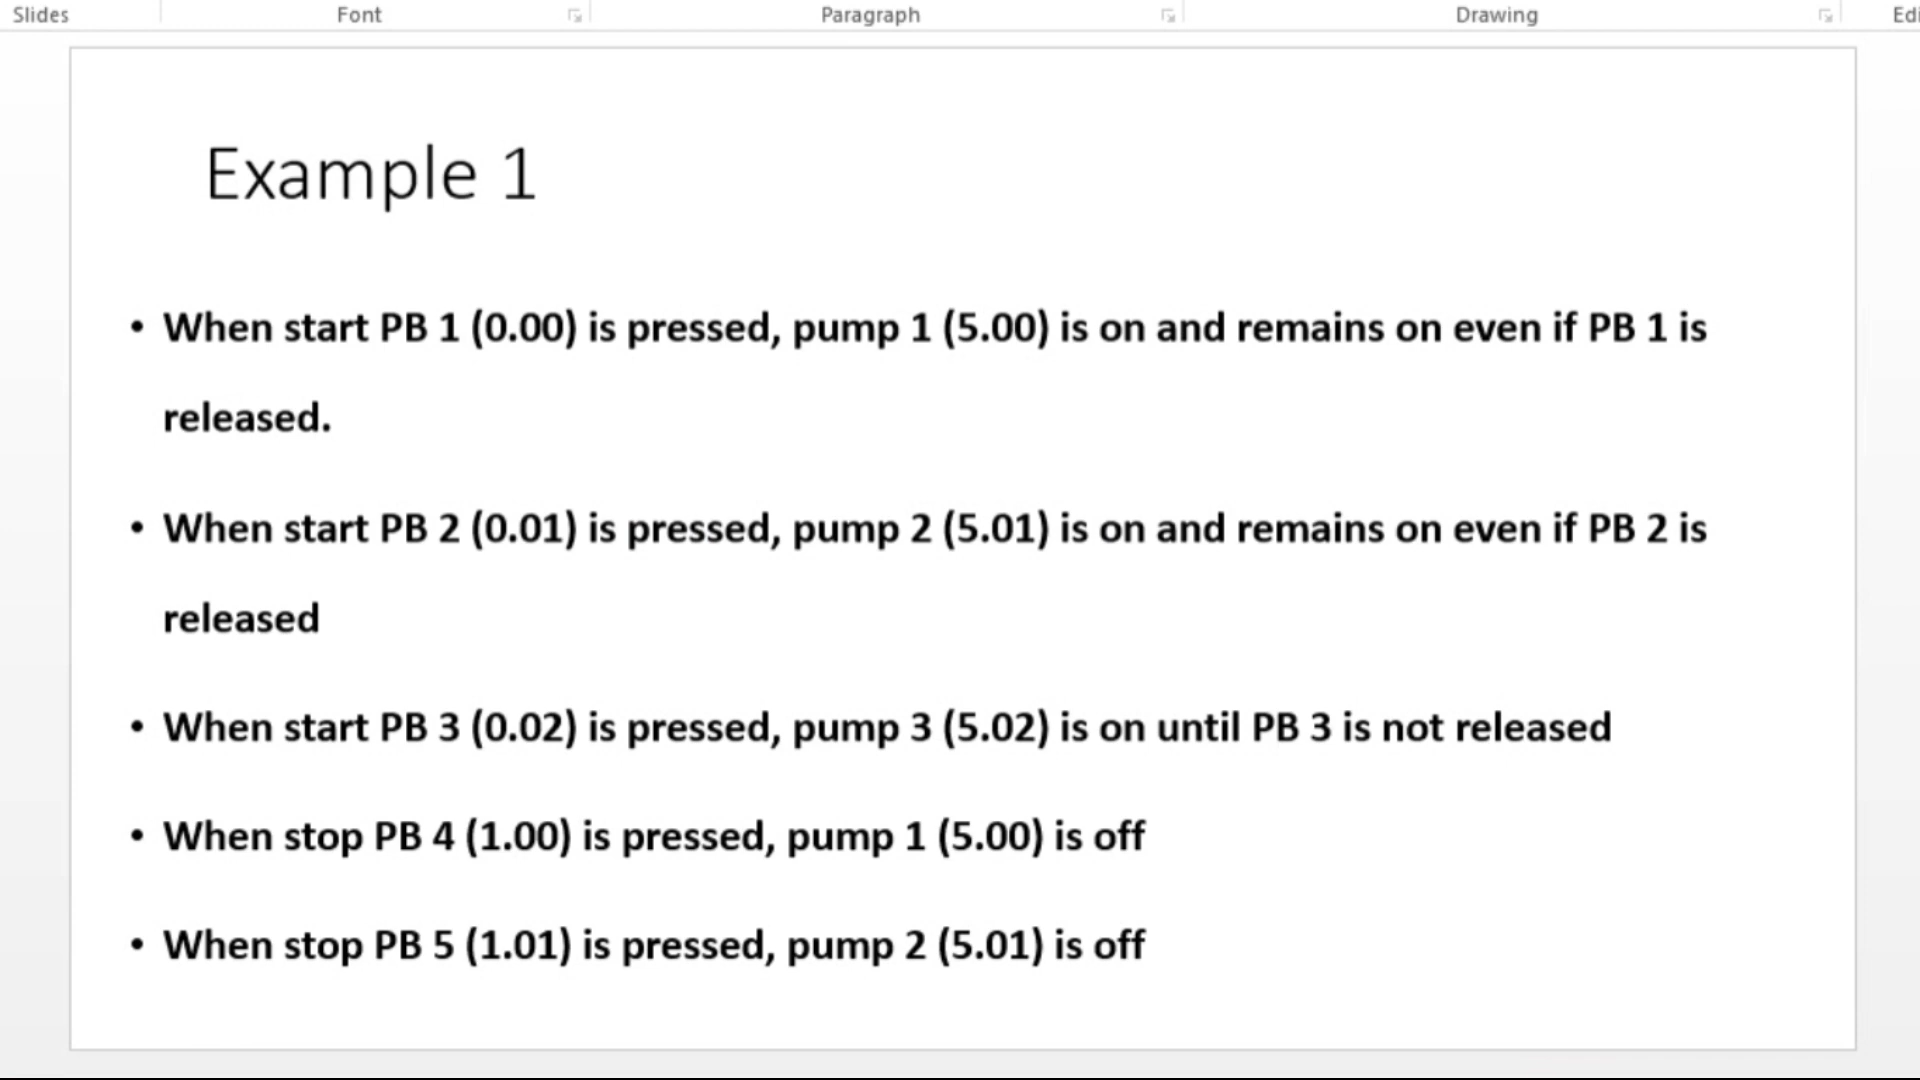 Slides Font Paragraph Drawing Edi
Example 1
• When start PB 1 (0.00) is pressed, pump 1 (5.00) is on and remains on even if PB 1 is
released.
• When start PB 2 (0.01) is pressed, pump 2 (5.01) is on and remains on even if PB 2 is
released
• When start PB 3 (0.02) is pressed, pump 3 (5.02) is on until PB 3 is not released
• When stop PB 4 (1.00) is pressed, pump 1 (5.00) is off
• When stop PB 5 (1.01) is pressed, pump 2 (5.01) is off